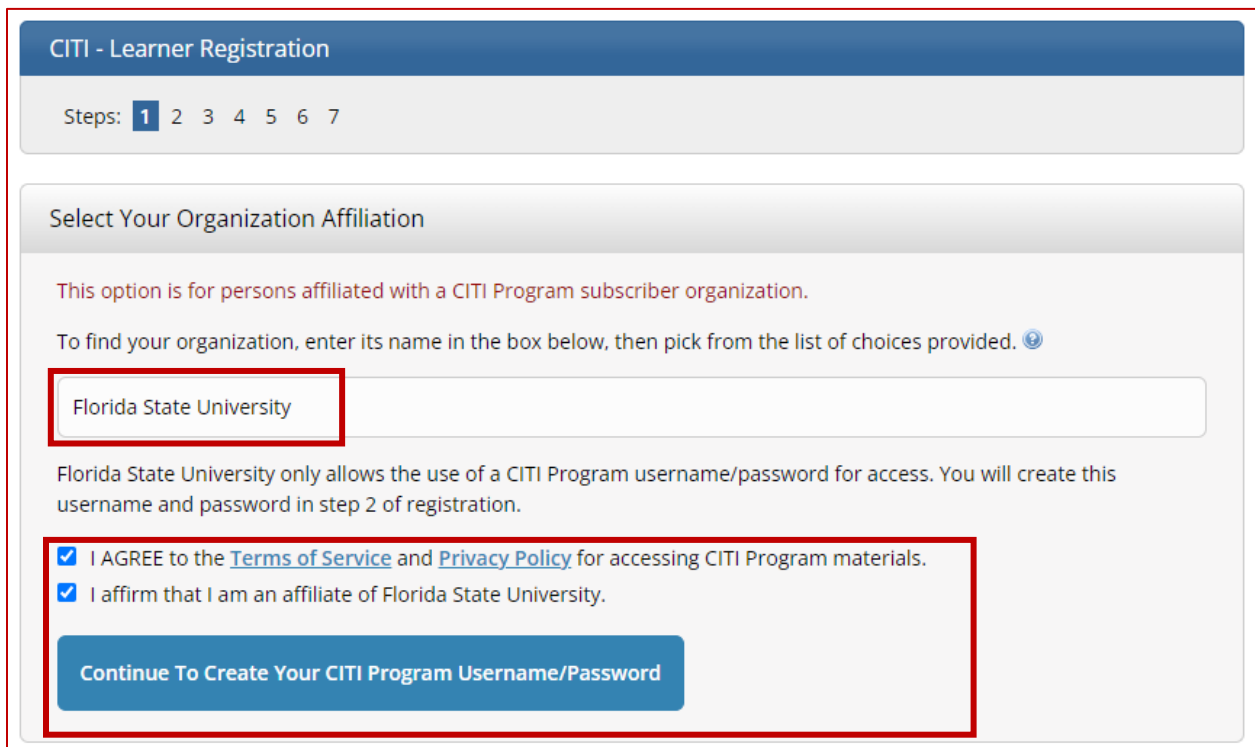 CITI - Learner Registration
Steps: 1 2 3 4 5 6 7
Select Your Organization Affiliation
This option is for persons affiliated with a CITI Program subscriber organization.
To find your organization, enter its name in the box below, then pick from the list of choices provided.
Florida State University
Florida State University only allows the use of a CITI Program username/password for access. You will create this
username and password in step 2 of registration.
I AGREE to the Terms of Service and Privacy Policy for accessing CITI Program materials.
I affirm that I am an affiliate of Florida State University.
Continue To Create Your CITI Program Username/Password